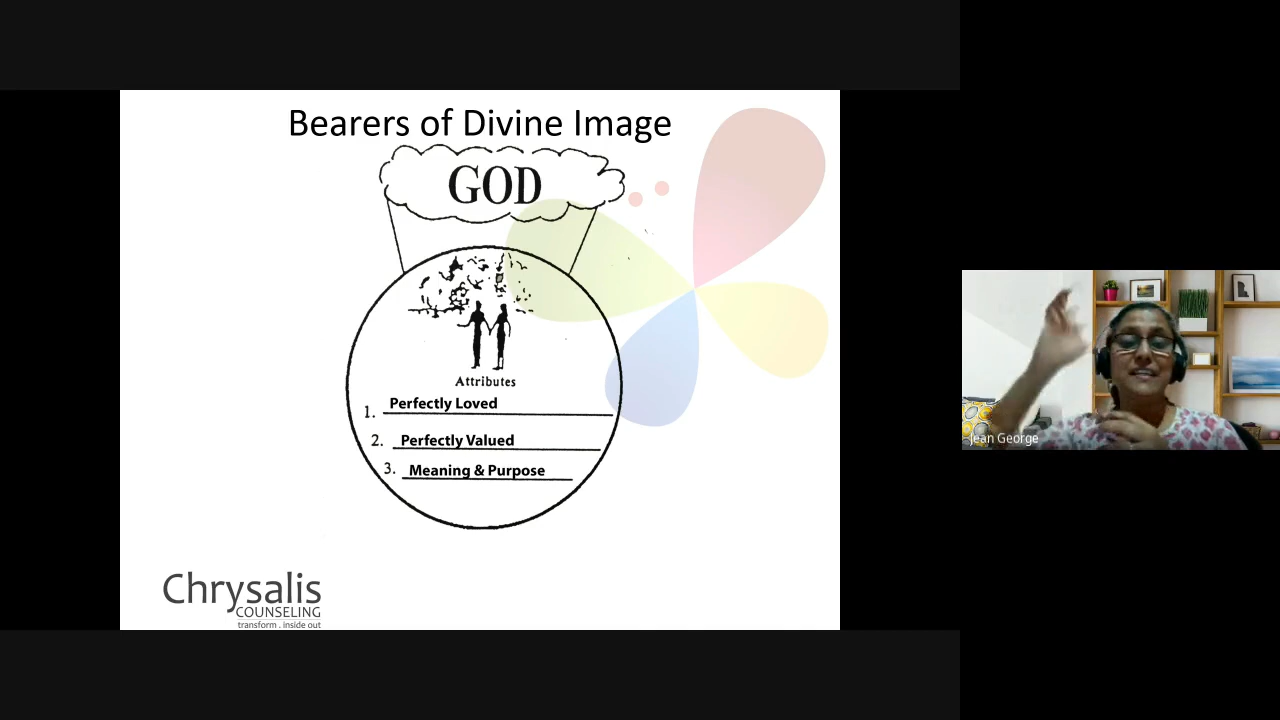 Bearers of Divine Image
GOD
Attributes
1. Perfectly Loved
2. Perfectly Valued
3. Meaning & Purpose
Chrysalis
COUNSELING
transform . inside out
Jean George